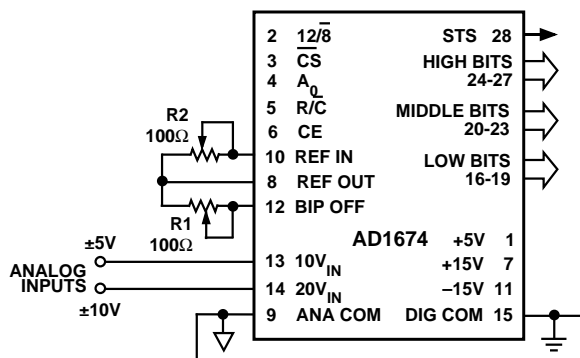 2 12/8̅
3 C̅S̅
4 A₀
5 R/C̅
6 CE
10 REF IN
8 REF OUT
12 BIP OFF
13 10VIN
14 20VIN
9 ANA COM
STS 28
HIGH BITS
24-27
MIDDLE BITS
20-23
LOW BITS
16-19
AD1674
+5V 1
+15V 7
–15V 11
DIG COM 15
R2
100Ω
R1
100Ω
±5V
ANALOG
INPUTS
±10V